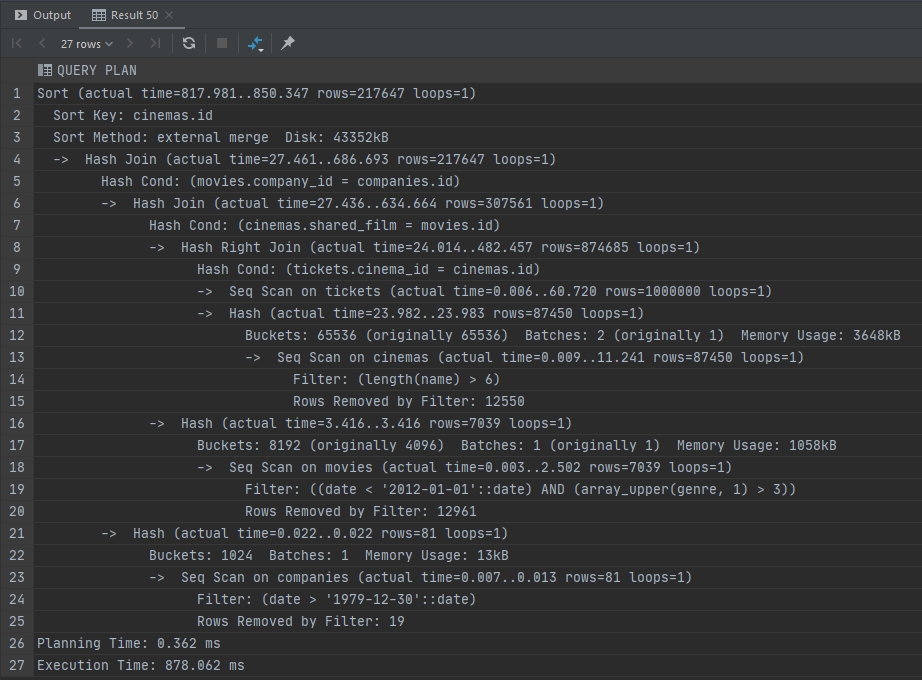 Output Result 50
27 rows
QUERY PLAN
1 Sort (actual time=817.981..850.347 rows=217647 loops=1)
2 Sort Key: cinemas.id
3 Sort Method: external merge  Disk: 43352kB
4 ->  Hash Join (actual time=27.461..686.693 rows=217647 loops=1)
5 Hash Cond: (movies.company_id = companies.id)
6 ->  Hash Join (actual time=27.436..634.664 rows=307561 loops=1)
7 Hash Cond: (cinemas.shared_film = movies.id)
8 ->  Hash Right Join (actual time=24.014..482.457 rows=874685 loops=1)
9 Hash Cond: (tickets.cinema_id = cinemas.id)
10 ->  Seq Scan on tickets (actual time=0.006..60.720 rows=1000000 loops=1)
11 ->  Hash (actual time=23.982..23.983 rows=87450 loops=1)
12 Buckets: 65536 (originally 65536)  Batches: 2 (originally 1)  Memory Usage: 3648kB
13 ->  Seq Scan on cinemas (actual time=0.009..11.241 rows=87450 loops=1)
14 Filter: (length(name) > 6)
15 Rows Removed by Filter: 12550
16 ->  Hash (actual time=3.416..3.416 rows=7039 loops=1)
17 Buckets: 8192 (originally 4096)  Batches: 1 (originally 1)  Memory Usage: 1058kB
18 ->  Seq Scan on movies (actual time=0.003..2.502 rows=7039 loops=1)
19 Filter: ((date < '2012-01-01'::date) AND (array_upper(genre, 1) > 3))
20 Rows Removed by Filter: 12961
21 ->  Hash (actual time=0.022..0.022 rows=81 loops=1)
22 Buckets: 1024  Batches: 1  Memory Usage: 13kB
23 ->  Seq Scan on companies (actual time=0.007..0.013 rows=81 loops=1)
24 Filter: (date > '1979-12-30'::date)
25 Rows Removed by Filter: 19
26 Planning Time: 0.362 ms
27 Execution Time: 878.062 ms